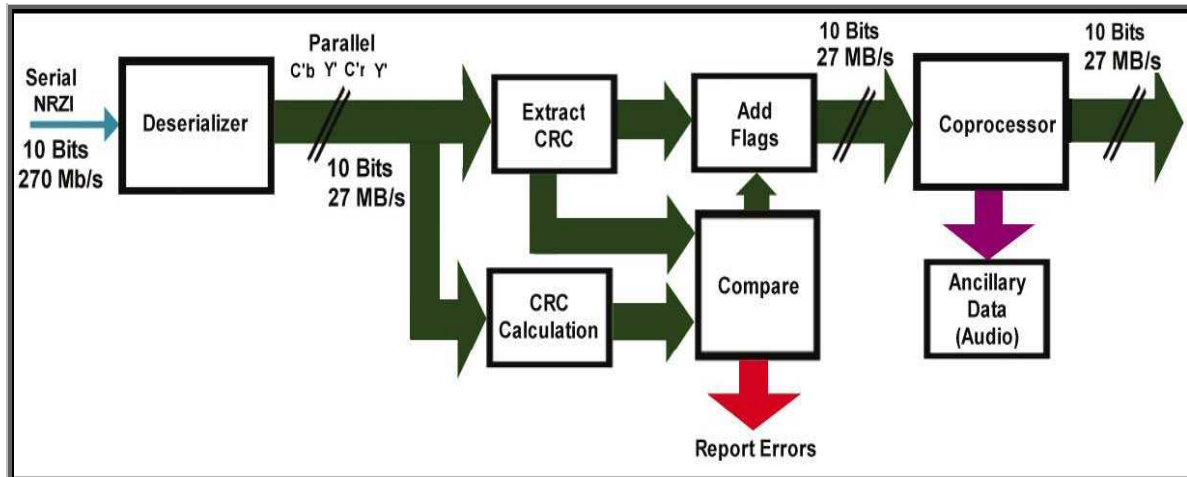 Serial
NRZI
10 Bits
270 Mb/s
Deserializer
Parallel
C'b Y' C'r Y'
10 Bits
27 MB/s
Extract
CRC
CRC
Calculation
Add
Flags
Compare
Report Errors
10 Bits
27 MB/s
Coprocessor
Ancillary
Data
(Audio)
10 Bits
27 MB/s